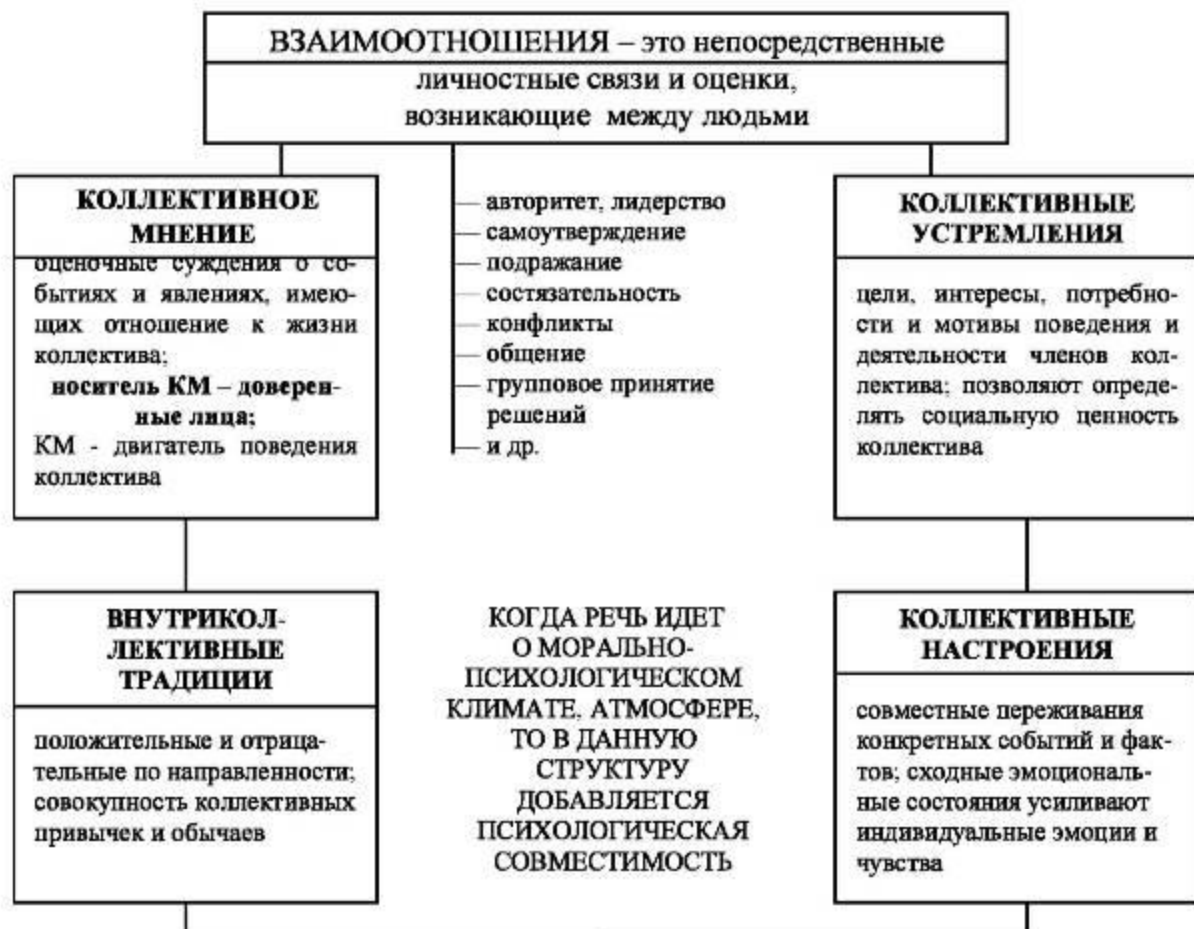 ВЗАИМООТНОШЕНИЯ – это непосредственные
личностные связи и оценки,
возникающие между людьми
КОЛЛЕКТИВНОЕ
МНЕНИЕ
оценочные суждения о со-
бытиях и явлениях, имею-
щих отношение к жизни
коллектива;
носитель КМ – доверен-
ные лица;
КМ - двигатель поведения
коллектива
авторитет, лидерство
самоутверждение
подражание
состязательность
конфликты
общение
групповое принятие
решений
и др.
КОЛЛЕКТИВНЫЕ
УСТРЕМЛЕНИЯ
цели, интересы, потребно-
сти и мотивы поведения и
деятельности членов кол-
лектива; позволяют опреде-
лять социальную ценность
коллектива
ВНУТРИКОЛ-
ЛЕКТИВНЫЕ
ТРАДИЦИИ
положительные и отрица-
тельные по направленности;
совокупность коллективных
привычек и обычаев
КОГДА РЕЧЬ ИДЕТ
О МОРАЛЬНО-
ПСИХОЛОГИЧЕСКОМ
КЛИМАТЕ, АТМОСФЕРЕ,
ТО В ДАННУЮ
СТРУКТУРУ
ДОБАВЛЯЕТСЯ
ПСИХОЛОГИЧЕСКАЯ
СОВМЕСТИМОСТЬ
КОЛЛЕКТИВНЫЕ
НАСТРОЕНИЯ
совместные переживания
конкретных событий и фак-
тов; сходные эмоциональ-
ные состояния усиливают
индивидуальные эмоции и
чувства